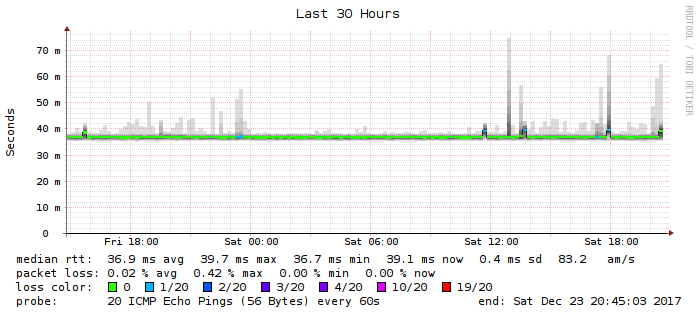 Last 30 Hours
RRDTOOL / TOBI OETIKER
Seconds
70 m
60 m
50 m
40 m
30 m
20 m
10 m
0
Fri 18:00 Sat 00:00 Sat 06:00 Sat 12:00 Sat 18:00
median rtt: 36.9 ms avg 39.7 ms max 36.7 ms min 39.1 ms now 0.4 ms sd 83.2 am/s
packet loss: 0.02 % avg 0.42 % max 0.00 % min 0.00 % now
loss color: 0 1/20 2/20 3/20 4/20 10/20 19/20
probe: 20 ICMP Echo Pings (56 Bytes) every 60s end: Sat Dec 23 20:45:03 2017